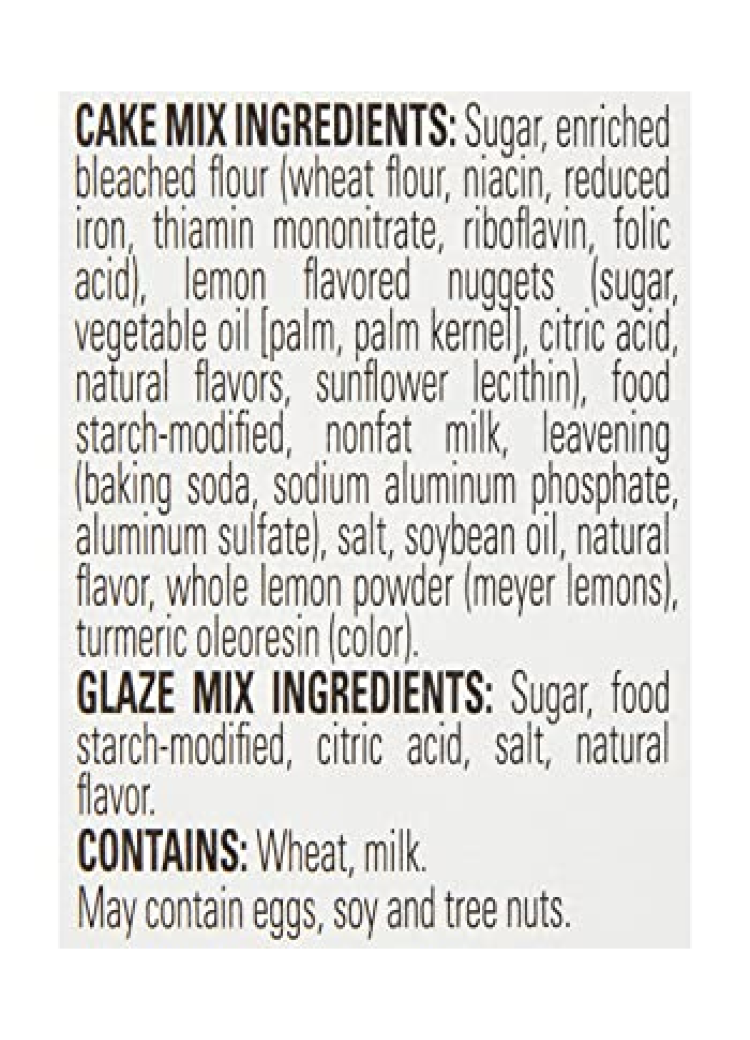 CAKE MIX INGREDIENTS: Sugar, enriched
bleached flour (wheat flour, niacin, reduced
iron, thiamin mononitrate, riboflavin, folic
acid), lemon flavored nuggets (sugar,
vegetable oil [palm, palm kernel], citric acid,
natural flavors, sunflower lecithin), food
starch-modified, nonfat milk, leavening
(baking soda, sodium aluminum phosphate,
aluminum sulfate), salt, soybean oil, natural
flavor, whole lemon powder (meyer lemons),
turmeric oleoresin (color).
GLAZE MIX INGREDIENTS: Sugar, food
starch-modified, citric acid, salt, natural
flavor.
CONTAINS: Wheat, milk.
May contain eggs, soy and tree nuts.